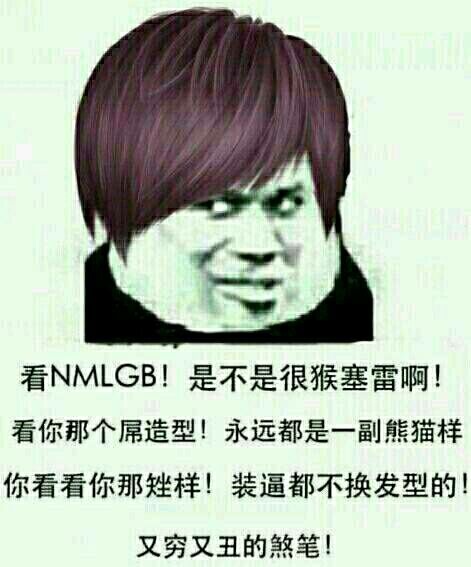 看NMLGB！是不是很猴塞雷啊！
看你那个屌造型！永远都是一副熊猫样
你看看你那矬样！装逼都不换发型的！
又穷又丑的煞笔！